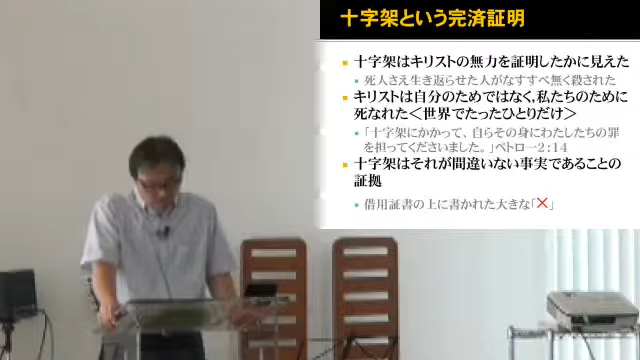 十字架という完済証明
十字架はキリストの無力を証明したかに見えた
死人さえ生き返らせた人がなすすべ無く殺された
キリストは自分のためではなく,私たちのために
死なれた＜世界でたったひとりだけ＞
「十字架にかかって、自らその身にわたしたちの罪
を担ってくださいました。」ペトロ一２：１４
十字架はそれが間違いない事実であることの
証拠
借用証書の上に書かれた大きな「×」